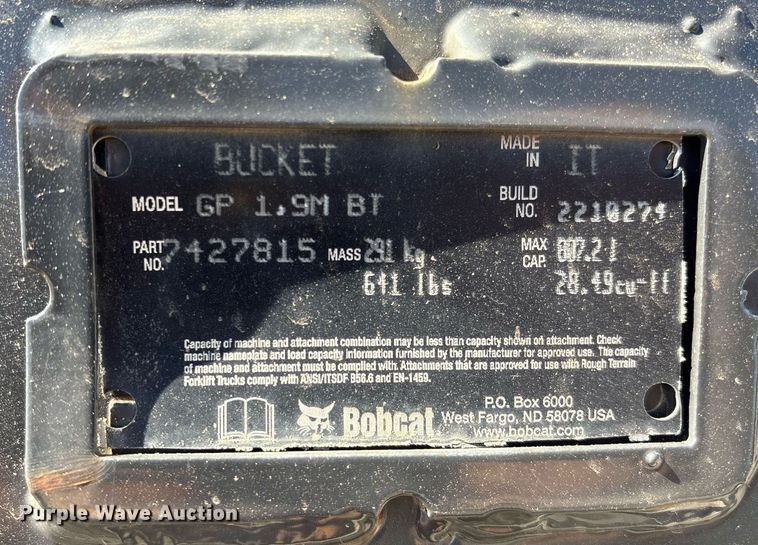 BUCKET
MADE IN IT
MODEL GP 1.9M BT
BUILD NO. 2210274
PART NO. 7427815 MASS 291 kg
641 lbs
MAX CAP. 807.2 l
28.49cu-ft
Capacity of machine and attachment combination may be less than capacity shown on attachment. Check
machine nameplate and load capacity information furnished by the manufacturer for approved use. The capacity
of machine and attachment must be complied with. Attachments that are approved for use with Rough Terrain
Forklift Trucks comply with ANSI/ITSDF B56.6 and EN-1459.
Bobcat
P.O. Box 6000
West Fargo, ND 58078 USA
www.bobcat.com
Purple Wave Auction